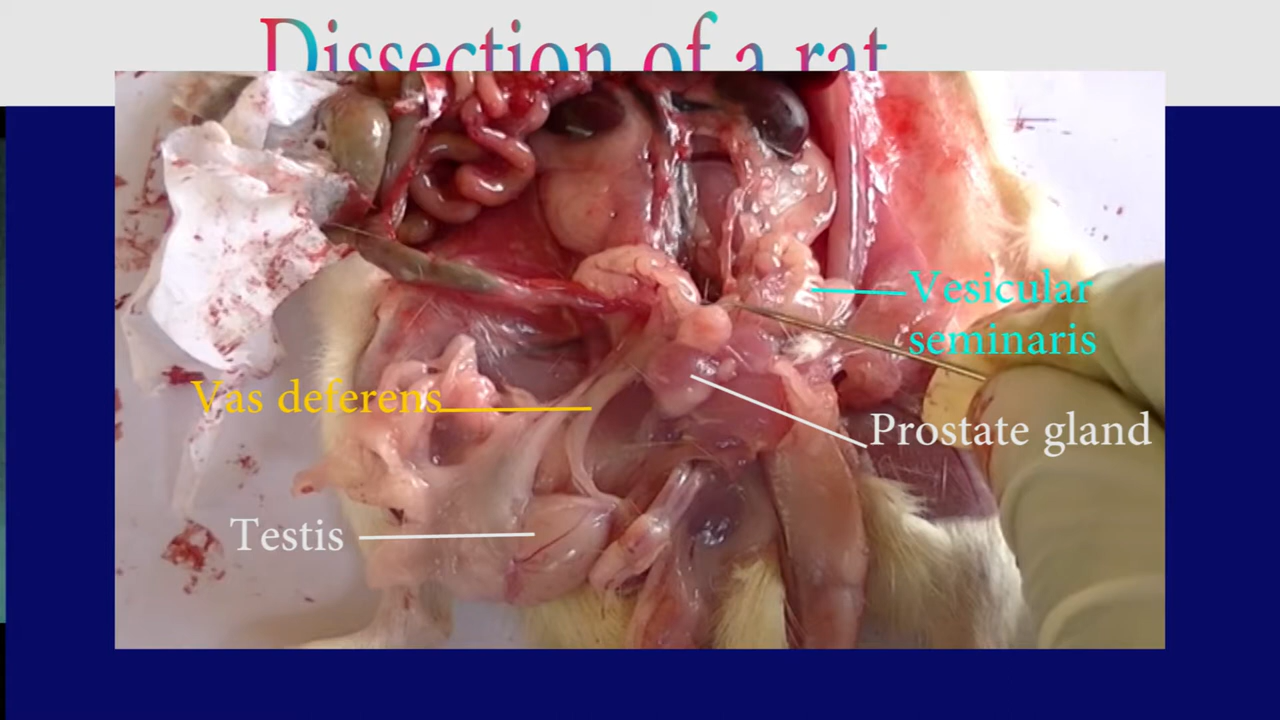 Dissection of a rat
Vesicular
seminaris
Vas deferens
Prostate gland
Testis